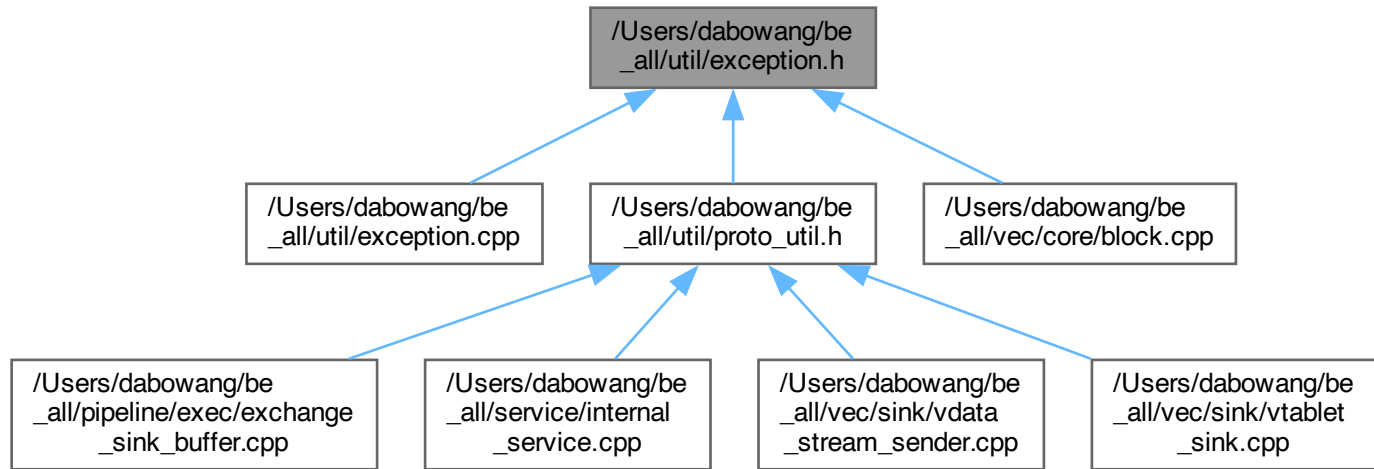 /Users/dabowang/be
_all/util/exception.h
/Users/dabowang/be
_all/util/exception.cpp
/Users/dabowang/be
_all/util/proto_util.h
/Users/dabowang/be
_all/vec/core/block.cpp
/Users/dabowang/be
_all/pipeline/exec/exchange
_sink_buffer.cpp
/Users/dabowang/be
_all/service/internal
_service.cpp
/Users/dabowang/be
_all/vec/sink/vdata
_stream_sender.cpp
/Users/dabowang/be
_all/vec/sink/vtablet
_sink.cpp